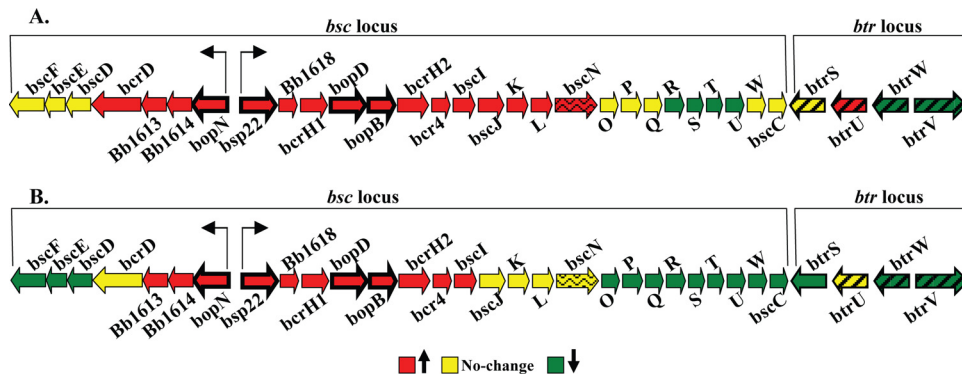 A.
bsc locus
btr locus
bscF bscE bscD bcrD Bb1618 bopD bcrH2 bscI K bscN P R T W btrS btrW
Bb1613 Bb1614 bopN bsp22 bcrH1 bopB bcr4 bscJ L O Q S U bscC btrU btrV
B.
bsc locus
btr locus
bscF bscE bscD bcrD Bb1618 bopD bcrH2 bscI K bscN P R T W btrS btrW
Bb1613 Bb1614 bopN bsp22 bcrH1 bopB bcr4 bscJ L O Q S U bscC btrU btrV
No-change